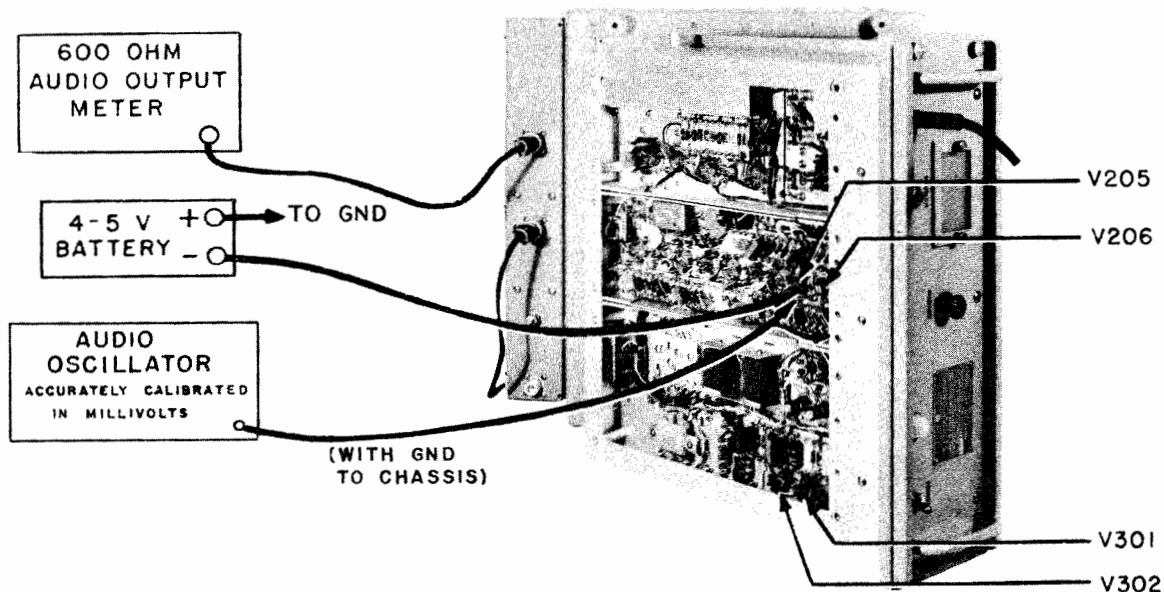 600 OHM
AUDIO OUTPUT
METER
4-5 V
BATTERY
+
-
TO GND
AUDIO
OSCILLATOR
ACCURATELY CALIBRATED
IN MILLIVOLTS
(WITH GND
TO CHASSIS)
V205
V206
V301
V302